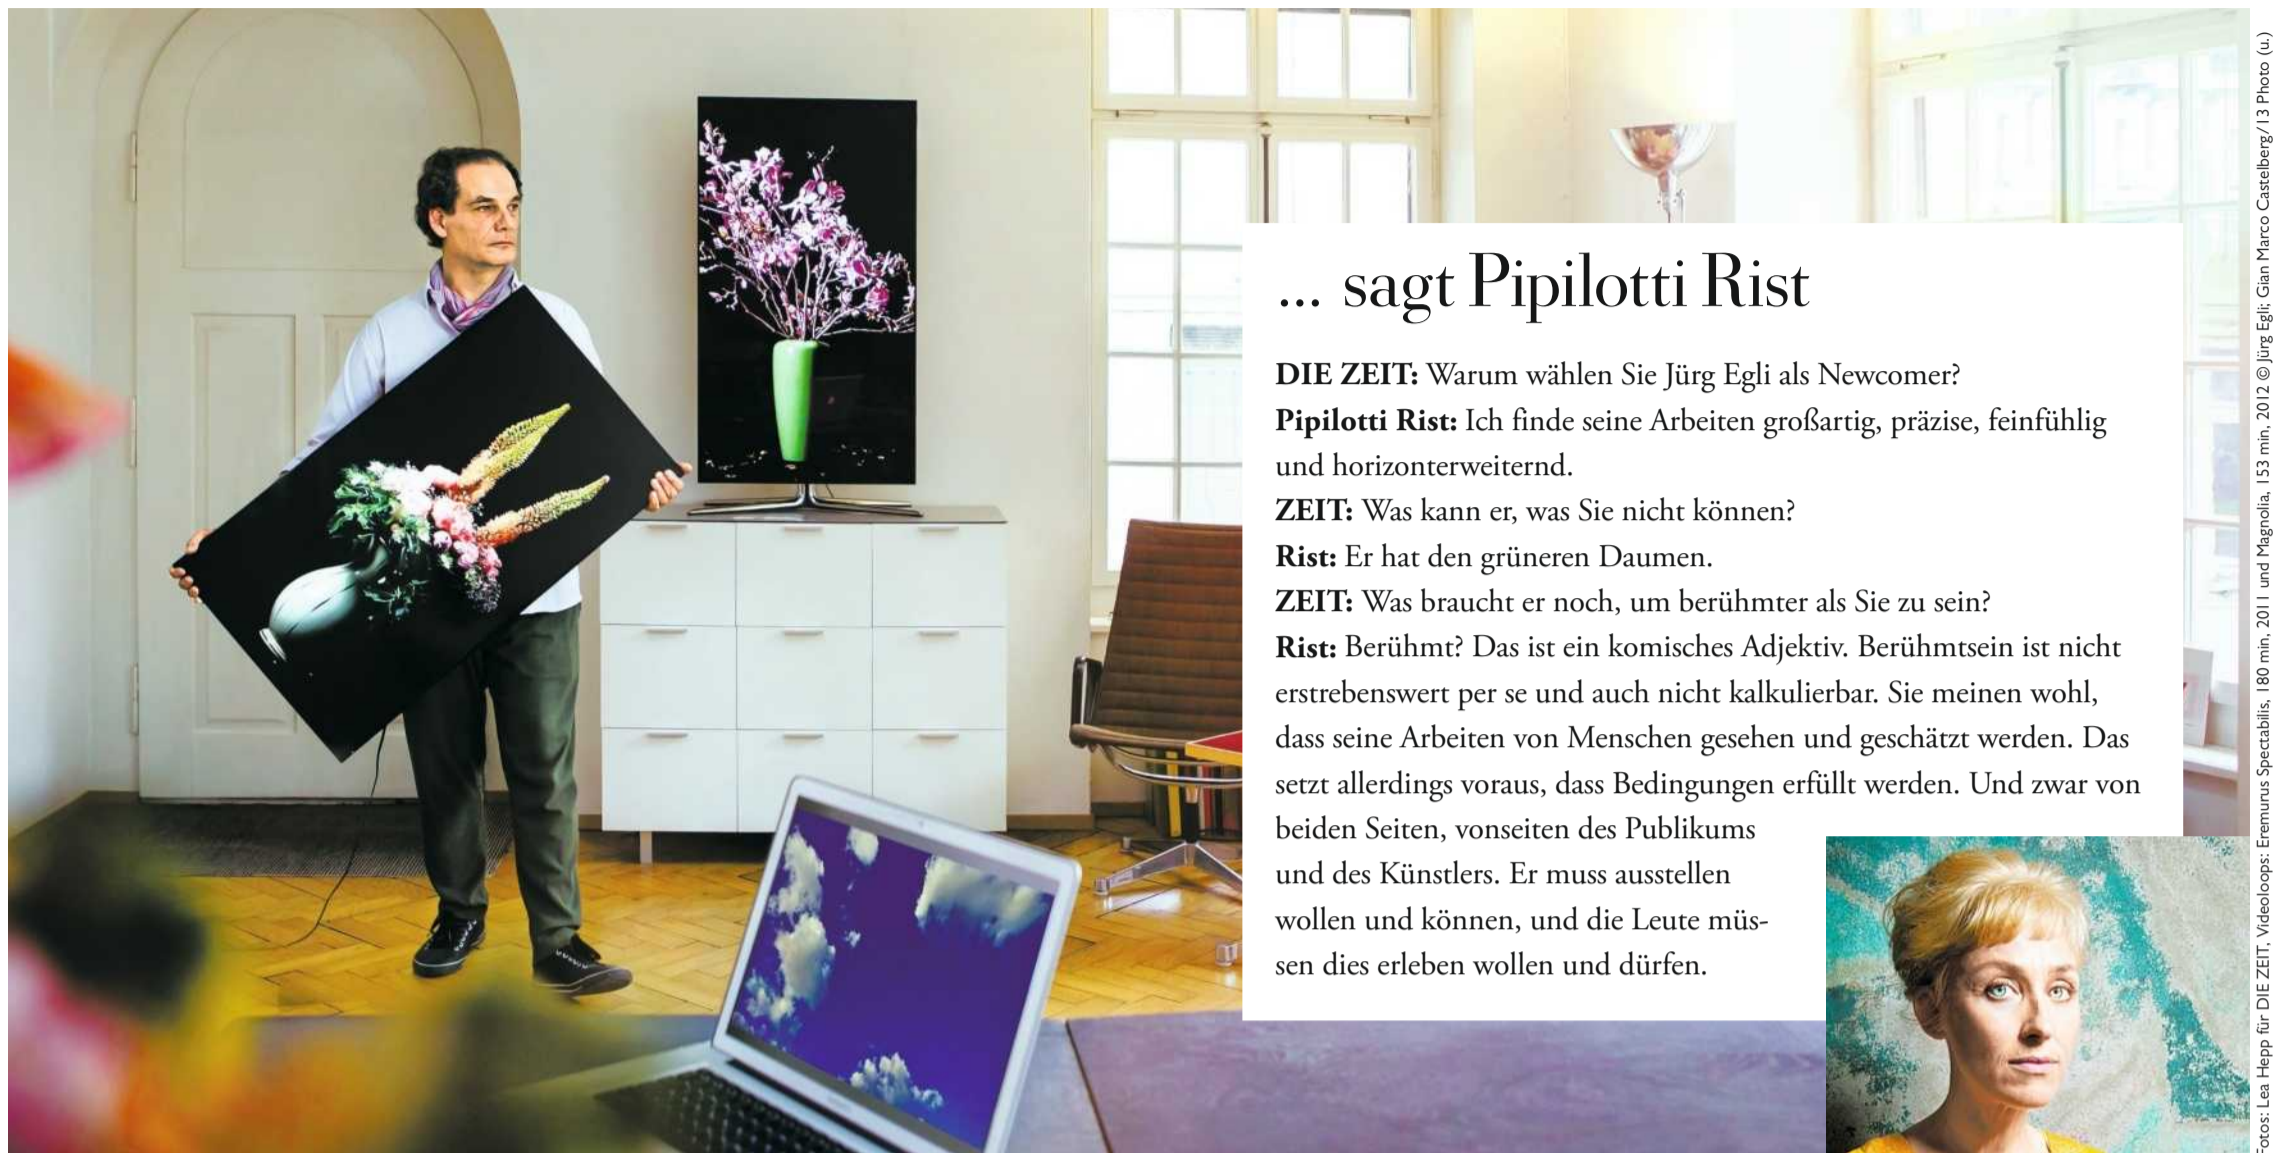 ... sagt Pipilotti Rist
DIE ZEIT: Warum wählen Sie Jürg Egli als Newcomer?
Pipilotti Rist: Ich finde seine Arbeiten großartig, präzise, feinfühlig
und horizonterweiternd.
ZEIT: Was kann er, was Sie nicht können?
Rist: Er hat den grüneren Daumen.
ZEIT: Was braucht er noch, um berühmter als Sie zu sein?
Rist: Berühmt? Das ist ein komisches Adjektiv. Berühmtsein ist nicht
erstrebenswert per se und auch nicht kalkulierbar. Sie meinen wohl,
dass seine Arbeiten von Menschen gesehen und geschätzt werden. Das
setzt allerdings voraus, dass Bedingungen erfüllt werden. Und zwar von
beiden Seiten, vonseiten des Publikums
und des Künstlers. Er muss ausstellen
wollen und können, und die Leute müs-
sen dies erleben wollen und dürfen.
Fotos: Lea Hepp für DIE ZEIT, Videoloops: Eremurus Spectabilis, 180 min, 2011 und Magnolia, 153 min, 2012 © Jürg Egli; Gian Marco Castelberg/13 Photo (u.)